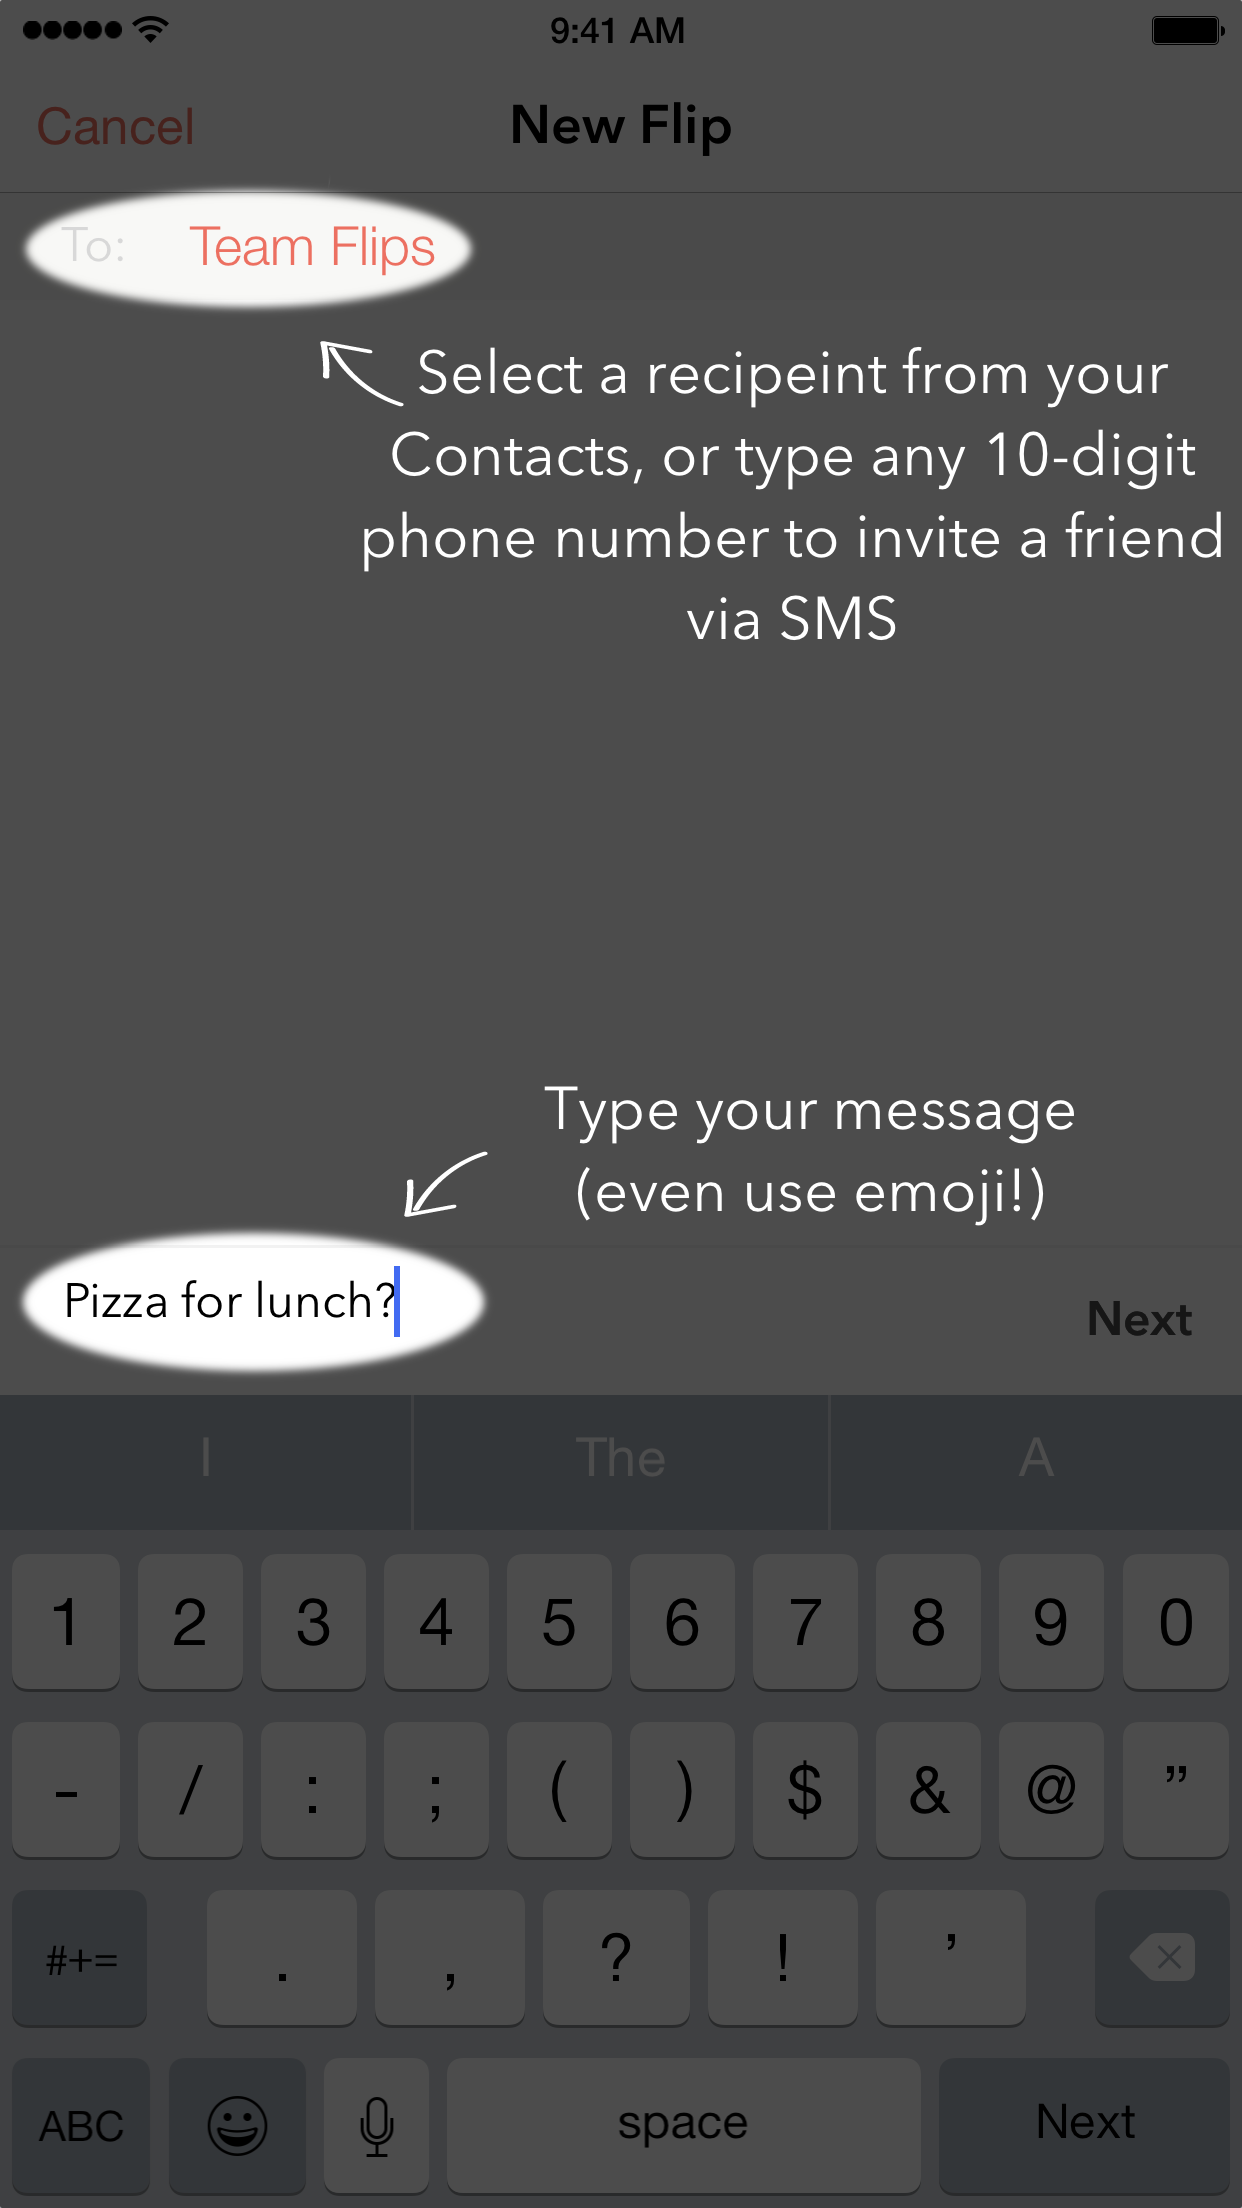 9:41 AM
Cancel New Flip
To: Team Flips
Select a recipeint from your
Contacts, or type any 10-digit
phone number to invite a friend
via SMS
Type your message
(even use emoji!)
Pizza for lunch?
Next
I The A
1 2 3 4 5 6 7 8 9 0
- / : ; ( ) $ & @ ”
#+= . , ? ! ’
ABC space Next